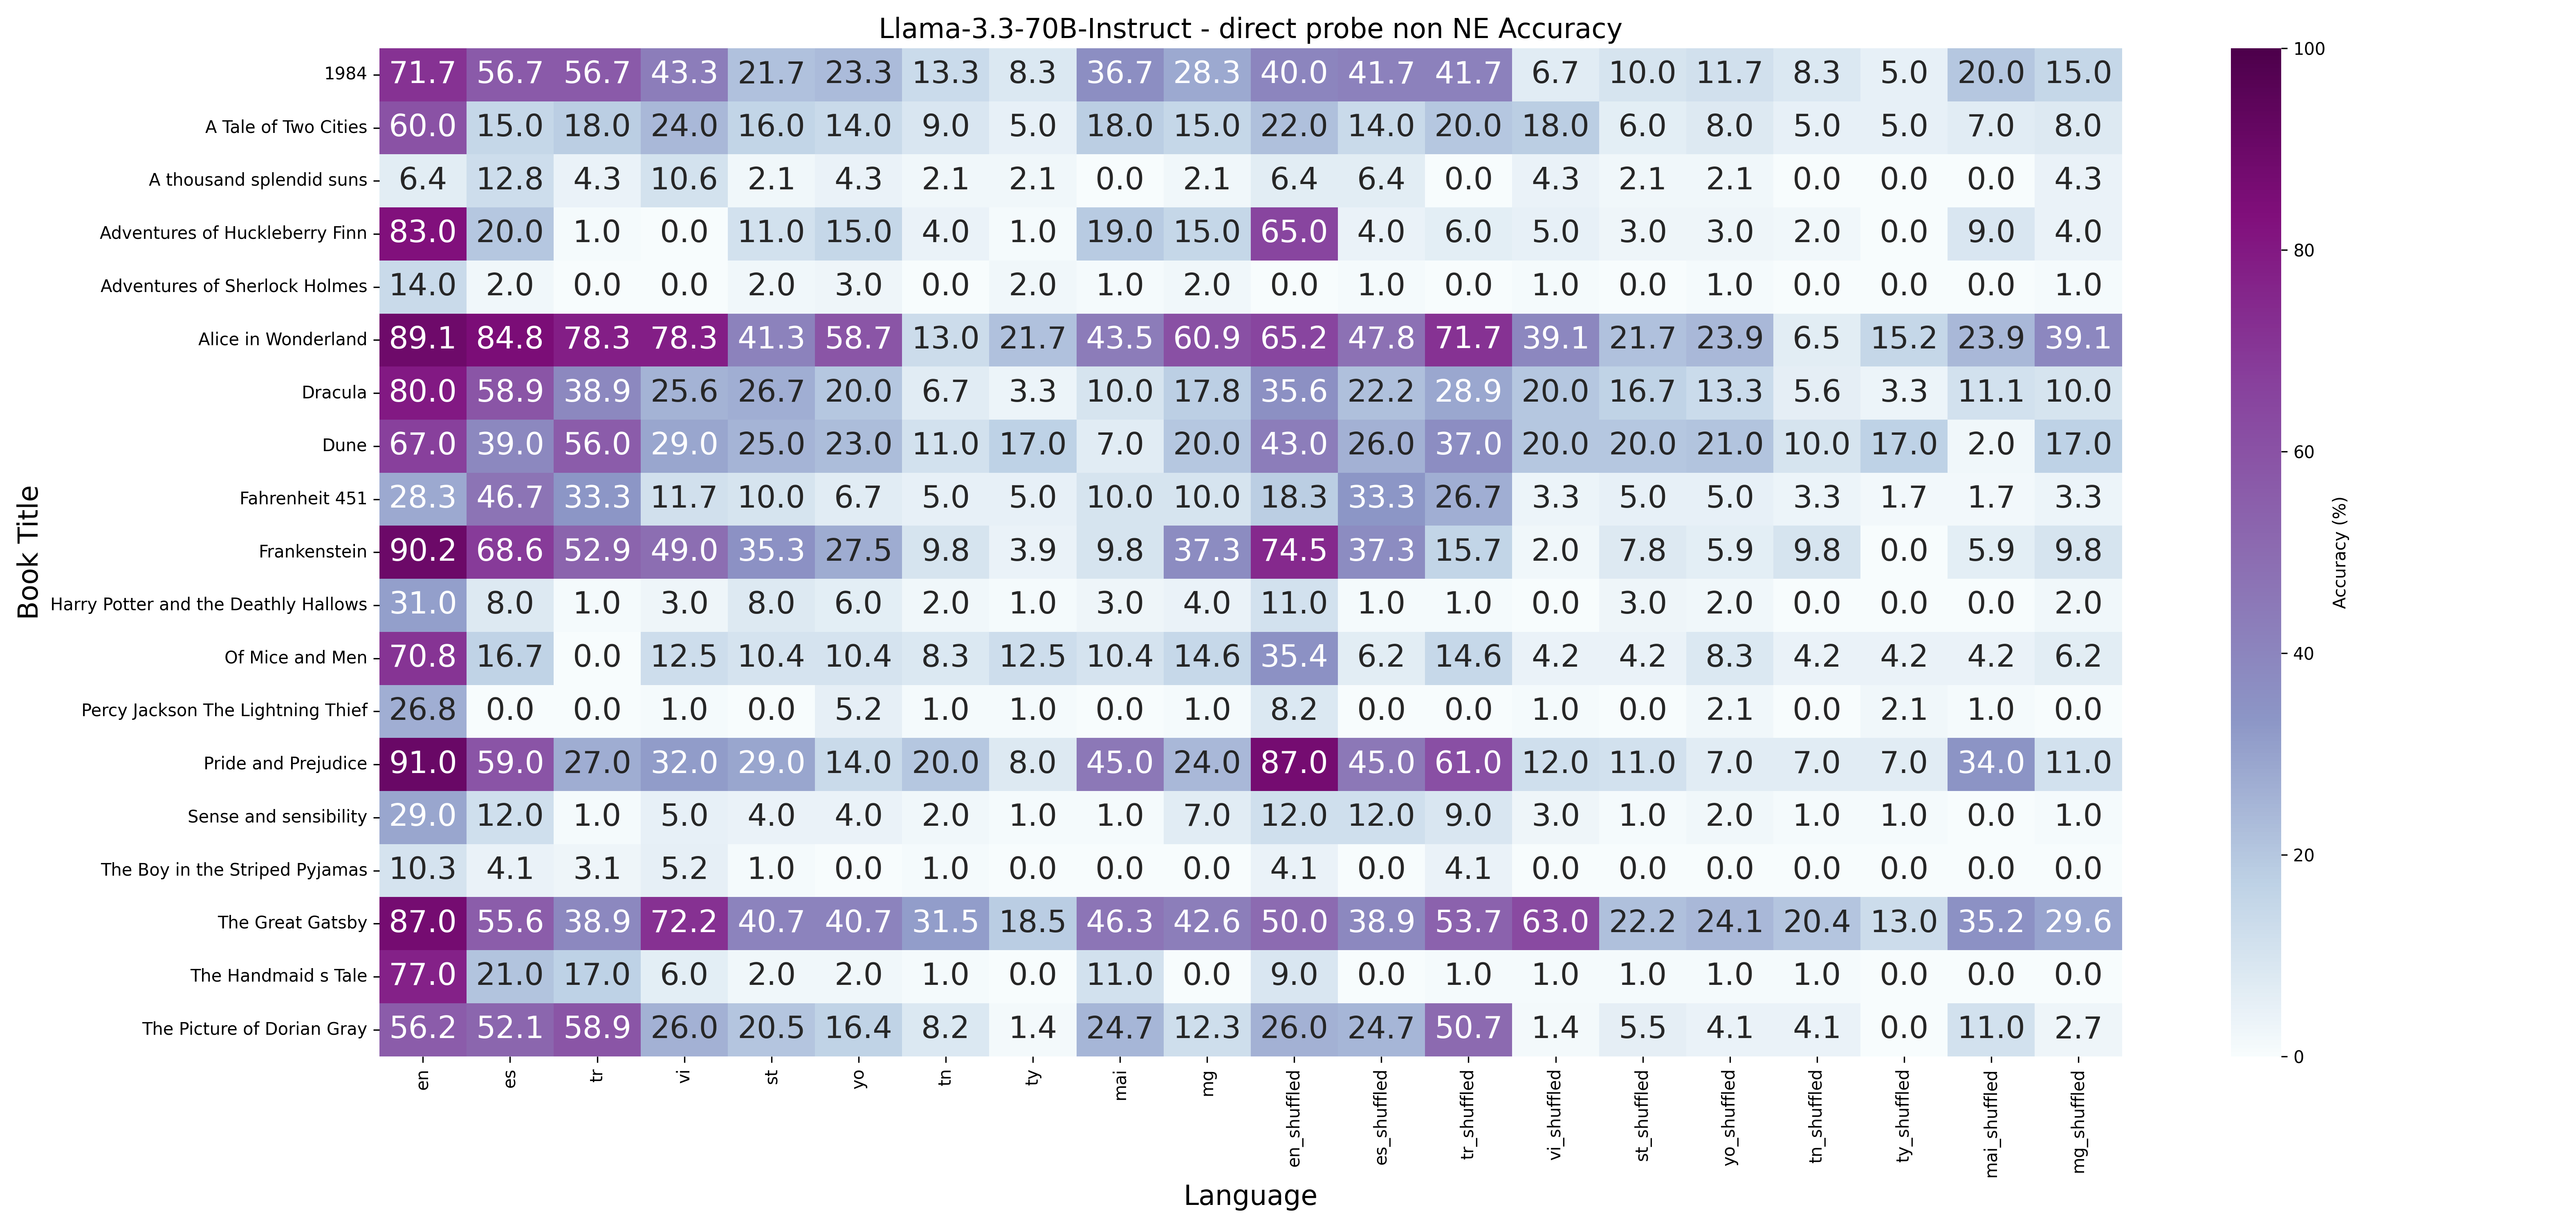 Llama-3.3-70B-Instruct - direct probe non NE Accuracy
Book Title
1984 71.7 56.7 56.7 43.3 21.7 23.3 13.3 8.3 36.7 28.3 40.0 41.7 41.7 6.7 10.0 11.7 8.3 5.0 20.0 15.0
A Tale of Two Cities 60.0 15.0 18.0 24.0 16.0 14.0 9.0 5.0 18.0 15.0 22.0 14.0 20.0 18.0 6.0 8.0 5.0 5.0 7.0 8.0
A thousand splendid suns 6.4 12.8 4.3 10.6 2.1 4.3 2.1 2.1 0.0 2.1 6.4 6.4 0.0 4.3 2.1 2.1 0.0 0.0 0.0 4.3
Adventures of Huckleberry Finn 83.0 20.0 1.0 0.0 11.0 15.0 4.0 1.0 19.0 15.0 65.0 4.0 6.0 5.0 3.0 3.0 2.0 0.0 9.0 4.0
Adventures of Sherlock Holmes 14.0 2.0 0.0 0.0 2.0 3.0 0.0 2.0 1.0 2.0 0.0 1.0 0.0 1.0 0.0 1.0 0.0 0.0 0.0 1.0
Alice in Wonderland 89.1 84.8 78.3 78.3 41.3 58.7 13.0 21.7 43.5 60.9 65.2 47.8 71.7 39.1 21.7 23.9 6.5 15.2 23.9 39.1
Dracula 80.0 58.9 38.9 25.6 26.7 20.0 6.7 3.3 10.0 17.8 35.6 22.2 28.9 20.0 16.7 13.3 5.6 3.3 11.1 10.0
Dune 67.0 39.0 56.0 29.0 25.0 23.0 11.0 17.0 7.0 20.0 43.0 26.0 37.0 20.0 20.0 21.0 10.0 17.0 2.0 17.0
Fahrenheit 451 28.3 46.7 33.3 11.7 10.0 6.7 5.0 5.0 10.0 10.0 18.3 33.3 26.7 3.3 5.0 5.0 3.3 1.7 1.7 3.3
Frankenstein 90.2 68.6 52.9 49.0 35.3 27.5 9.8 3.9 9.8 37.3 74.5 37.3 15.7 2.0 7.8 5.9 9.8 0.0 5.9 9.8
Harry Potter and the Deathly Hallows 31.0 8.0 1.0 3.0 8.0 6.0 2.0 1.0 3.0 4.0 11.0 1.0 1.0 0.0 3.0 2.0 0.0 0.0 0.0 2.0
Of Mice and Men 70.8 16.7 0.0 12.5 10.4 10.4 8.3 12.5 10.4 14.6 35.4 6.2 14.6 4.2 4.2 8.3 4.2 4.2 4.2 6.2
Percy Jackson The Lightning Thief 26.8 0.0 0.0 1.0 0.0 5.2 1.0 1.0 0.0 1.0 8.2 0.0 0.0 1.0 0.0 2.1 0.0 2.1 1.0 0.0
Pride and Prejudice 91.0 59.0 27.0 32.0 29.0 14.0 20.0 8.0 45.0 24.0 87.0 45.0 61.0 12.0 11.0 7.0 7.0 7.0 34.0 11.0
Sense and sensibility 29.0 12.0 1.0 5.0 4.0 4.0 2.0 1.0 1.0 7.0 12.0 12.0 9.0 3.0 1.0 2.0 1.0 1.0 0.0 1.0
The Boy in the Striped Pyjamas 10.3 4.1 3.1 5.2 1.0 0.0 1.0 0.0 0.0 0.0 4.1 0.0 4.1 0.0 0.0 0.0 0.0 0.0 0.0 0.0
The Great Gatsby 87.0 55.6 38.9 72.2 40.7 40.7 31.5 18.5 46.3 42.6 50.0 38.9 53.7 63.0 22.2 24.1 20.4 13.0 35.2 29.6
The Handmaid s Tale 77.0 21.0 17.0 6.0 2.0 2.0 1.0 0.0 11.0 0.0 9.0 0.0 1.0 1.0 1.0 1.0 1.0 0.0 0.0 0.0
The Picture of Dorian Gray 56.2 52.1 58.9 26.0 20.5 16.4 8.2 1.4 24.7 12.3 26.0 24.7 50.7 1.4 5.5 4.1 4.1 0.0 11.0 2.7
en es tr vi st yo tn ty mai mg en_shuffled es_shuffled tr_shuffled vi_shuffled st_shuffled yo_shuffled tn_shuffled ty_shuffled mai_shuffled mg_shuffled
Language
100
80
60
40
20
0
Accuracy (%)